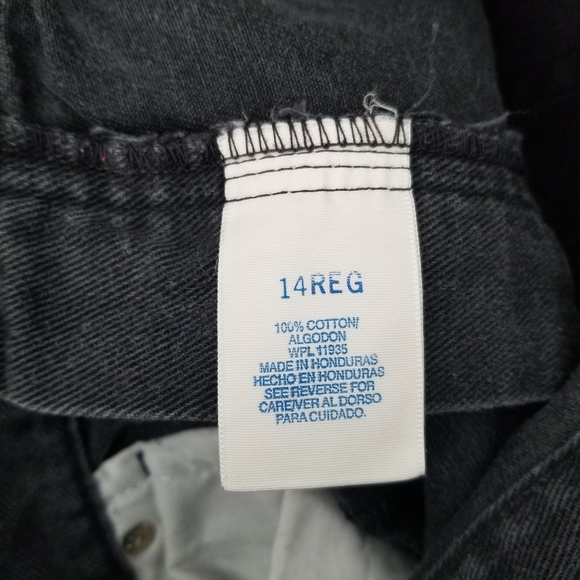 14REG
100% COTTON/
ALGODON
WPL 11935
MADE IN HONDURAS
HECHO EN HONDURAS
SEE REVERSE FOR
CARE/VER AL DORSO
PARA CUIDADO.